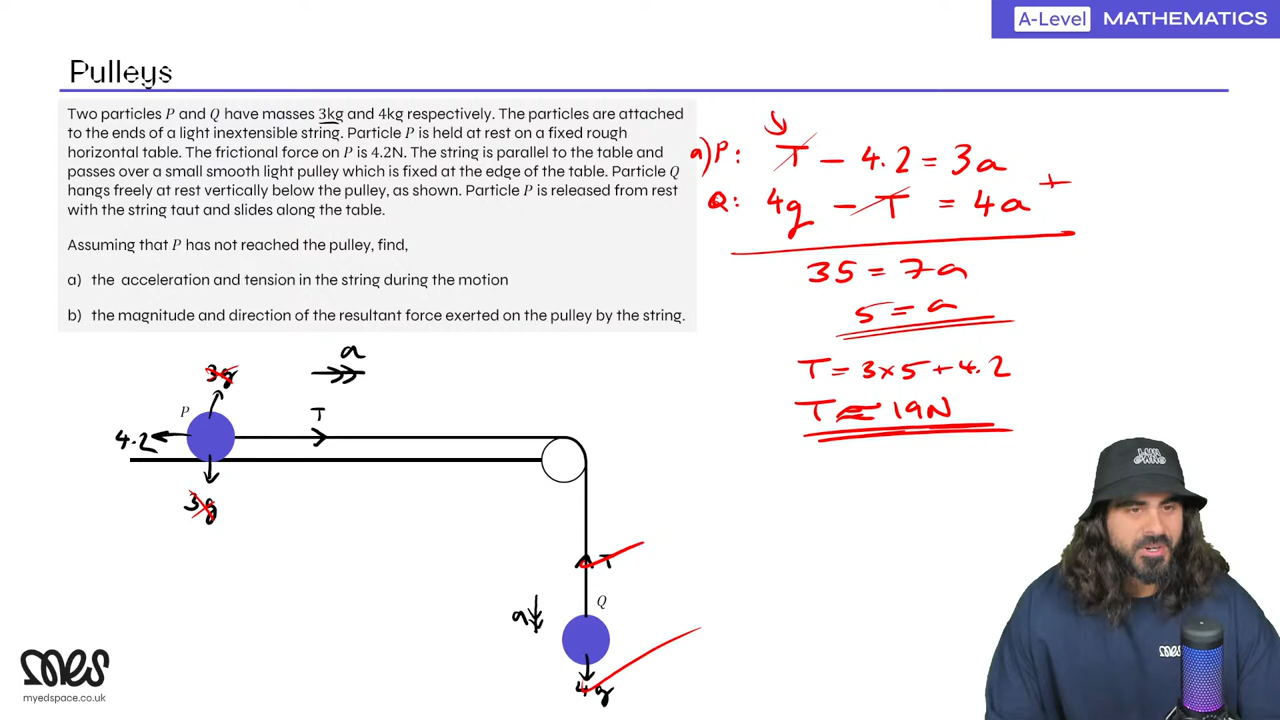 A-Level MATHEMATICS
Pulleys
Two particles P and Q have masses 3kg and 4kg respectively. The particles are attached
to the ends of a light inextensible string. Particle P is held at rest on a fixed rough
horizontal table. The frictional force on P is 4.2N. The string is parallel to the table and
passes over a small smooth light pulley which is fixed at the edge of the table. Particle Q
hangs freely at rest vertically below the pulley, as shown. Particle P is released from rest
with the string taut and slides along the table.
Assuming that P has not reached the pulley, find,
a) the acceleration and tension in the string during the motion
b) the magnitude and direction of the resultant force exerted on the pulley by the string.
a) P: T - 4.2 = 3a
Q: 4g - T = 4a +
35 = 7a
5 = a
T = 3×5 + 4.2
T ≈ 19N
3g
a
P
T
4.2
3g
T
Q
a
4g
mes
myedspace.co.uk
mes